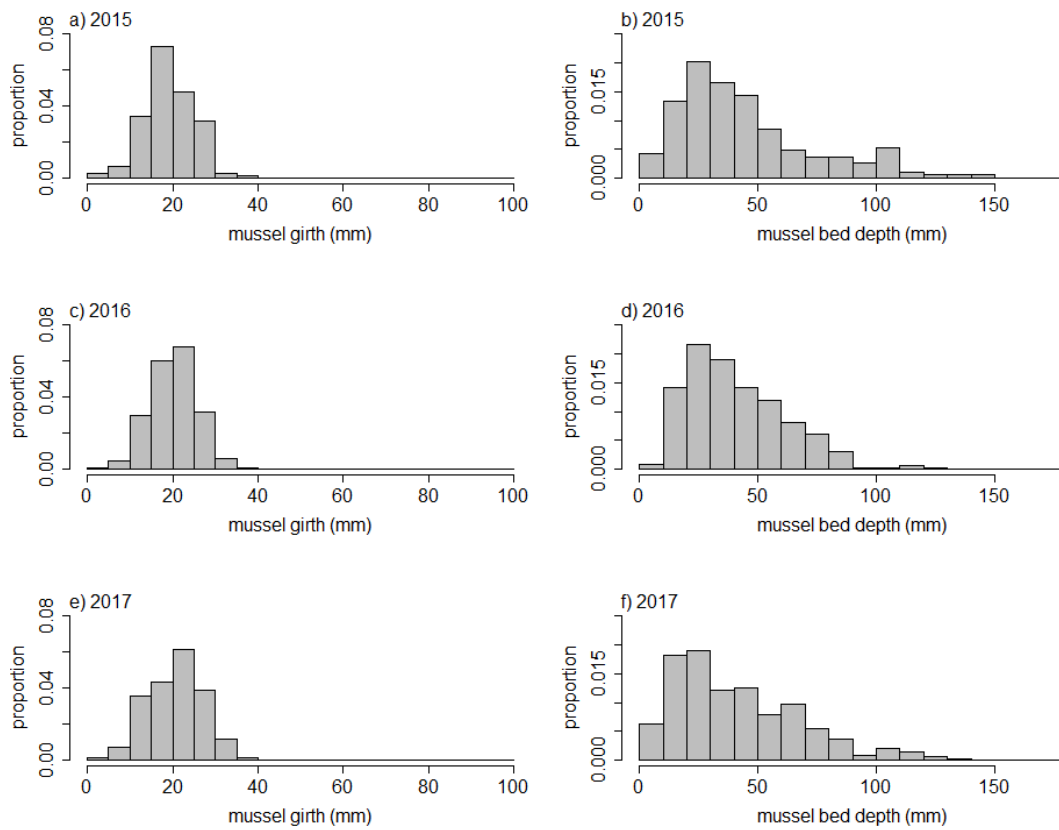 a) 2015
proportion
0.00 0.04 0.08
0 20 40 60 80 100
mussel girth (mm)
b) 2015
proportion
0.000 0.015
0 50 100 150
mussel bed depth (mm)
c) 2016
proportion
0.00 0.04 0.08
0 20 40 60 80 100
mussel girth (mm)
d) 2016
proportion
0.000 0.015
0 50 100 150
mussel bed depth (mm)
e) 2017
proportion
0.00 0.04 0.08
0 20 40 60 80 100
mussel girth (mm)
f) 2017
proportion
0.000 0.015
0 50 100 150
mussel bed depth (mm)